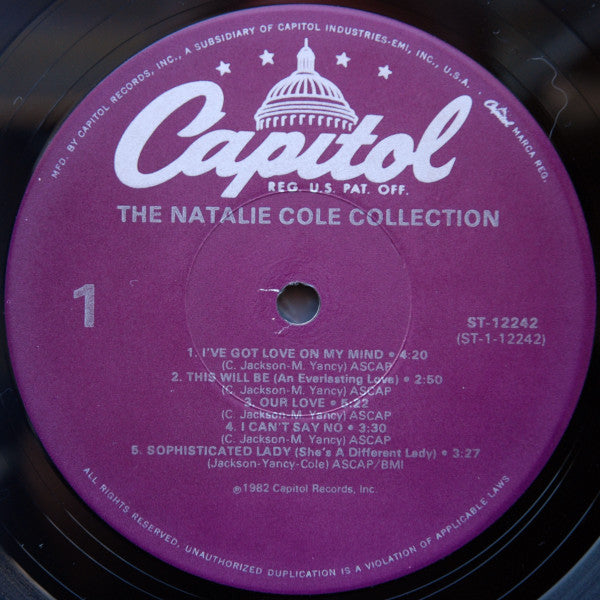 MFD. BY CAPITOL RECORDS, INC., A SUBSIDIARY OF CAPITOL INDUSTRIES-EMI, INC., U.S.A. . Capitol MARCA REG.
Capitol
REG. U.S. PAT. OFF.
THE NATALIE COLE COLLECTION
1
ST-12242
(ST-1-12242)
1. I'VE GOT LOVE ON MY MIND • 4:20
(C. Jackson-M. Yancy) ASCAP
2. THIS WILL BE (An Everlasting Love) • 2:50
(C. Jackson-M. Yancy) ASCAP
3. OUR LOVE • 5:22
(C. Jackson-M. Yancy) ASCAP
4. I CAN'T SAY NO • 3:30
(C. Jackson-M. Yancy) ASCAP
5. SOPHISTICATED LADY (She's A Different Lady) • 3:27
(Jackson-Yancy-Cole) ASCAP/BMI
℗1982 Capitol Records, Inc.
ALL RIGHTS RESERVED. UNAUTHORIZED DUPLICATION IS A VIOLATION OF APPLICABLE LAWS